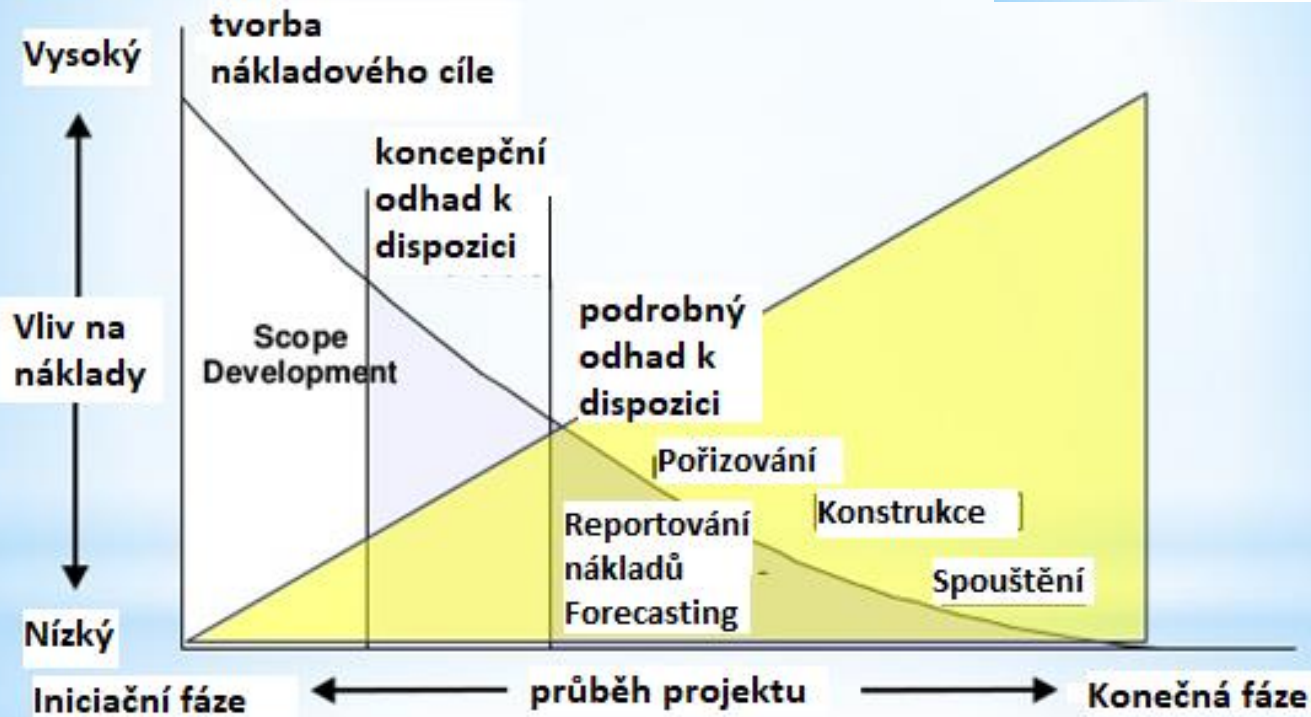 Vysoký
tvorba
nákladového cíle
koncepční
odhad k
dispozici
Vliv na
náklady
Scope
Development
podrobný
odhad k
dispozici
Pořizování
Reportování
nákladů
Forecasting
Konstrukce
Spouštění
Nízký
Iniciační fáze
průběh projektu
Konečná fáze